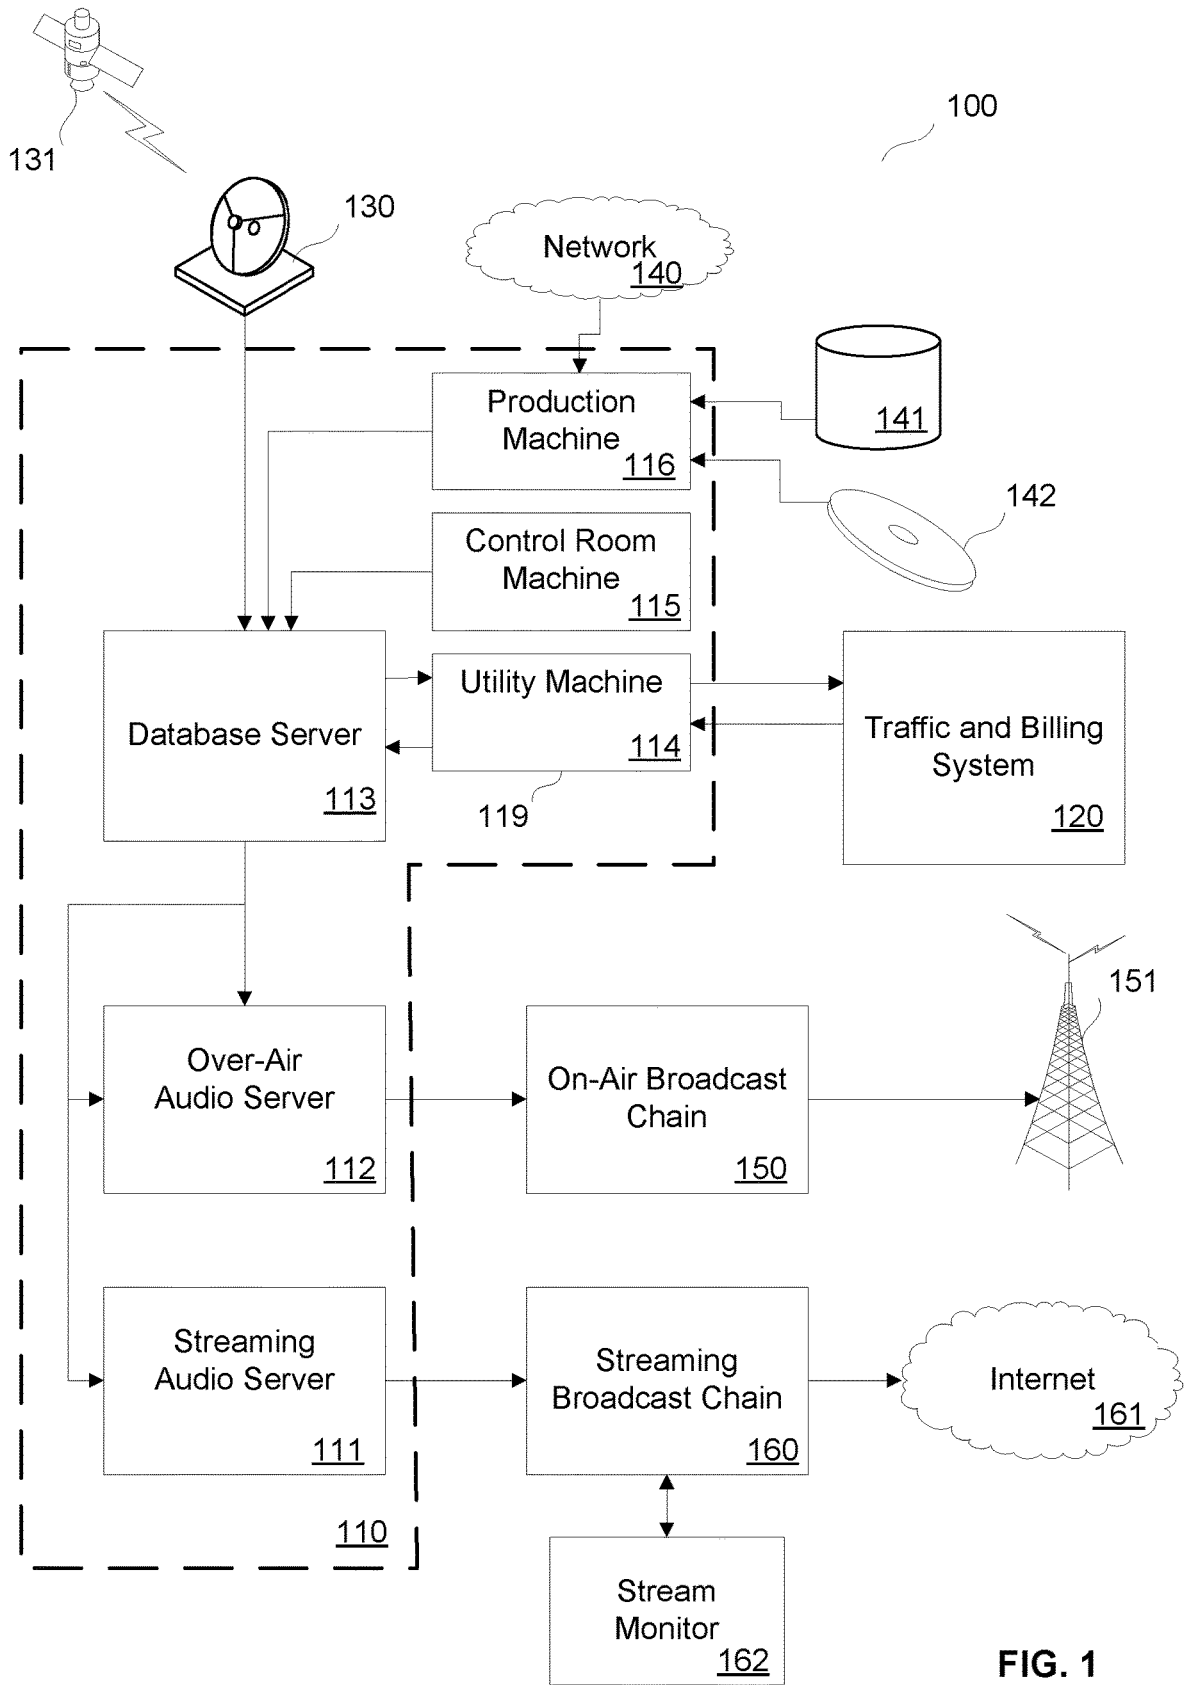 131
100
130
Network
140
Production
Machine
116
141
142
Control Room
Machine
115
Utility Machine
114
119
Database Server
113
Traffic and Billing
System
120
151
Over-Air
Audio Server
112
On-Air Broadcast
Chain
150
Streaming
Audio Server
111
Streaming
Broadcast Chain
160
Internet
161
110
Stream
Monitor
162
FIG. 1